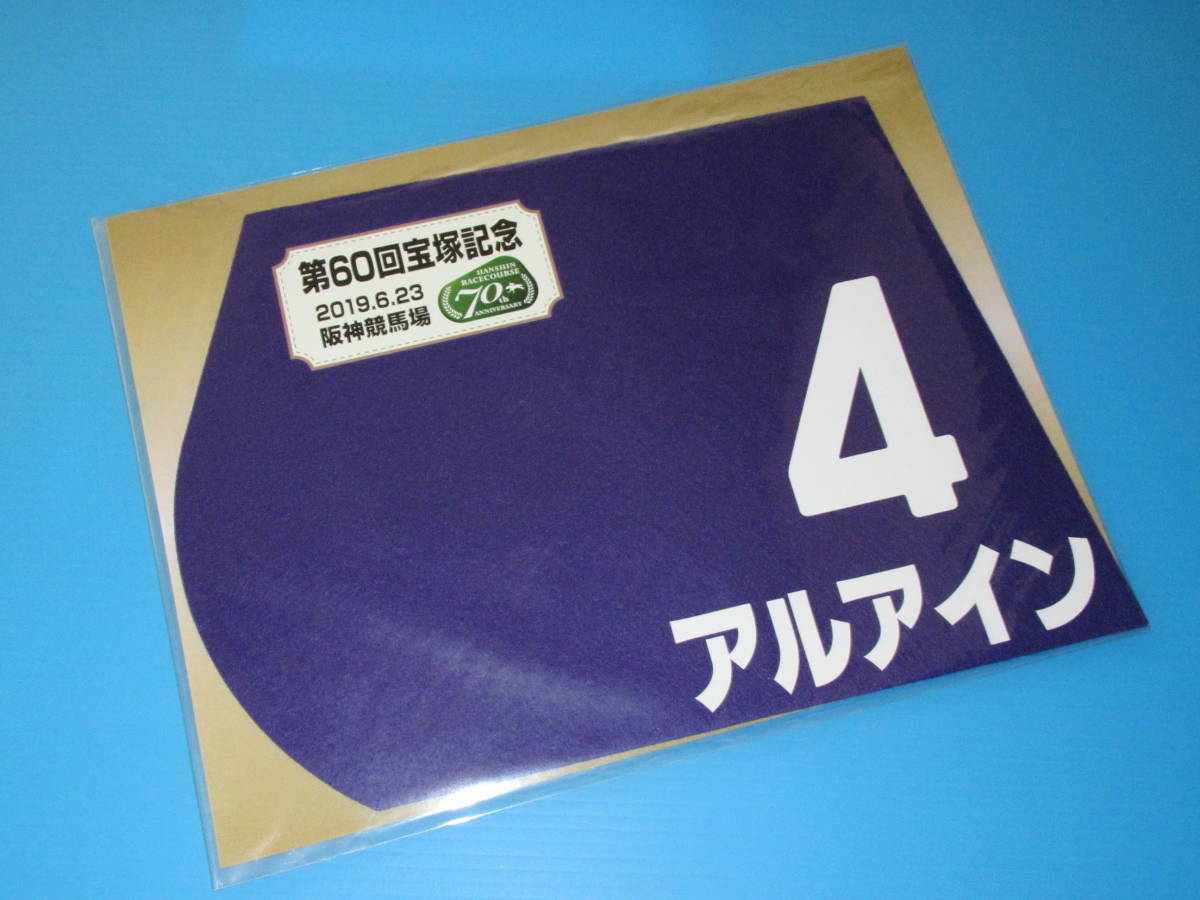 第60回宝塚記念
2019.6.23
阪神競馬場
HANSHIN
RACECOURSE
70th
ANNIVERSARY
4
アルアイン